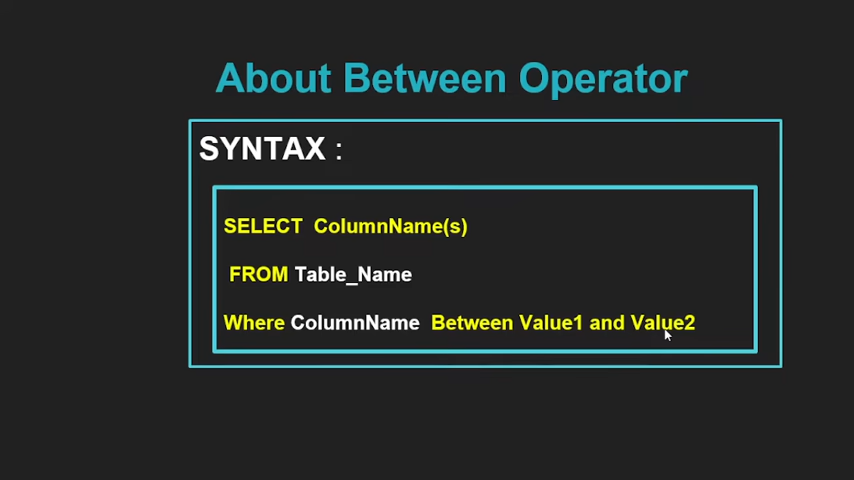 About Between Operator
SYNTAX :
SELECT ColumnName(s)
FROM Table_Name
Where ColumnName Between Value1 and Value2